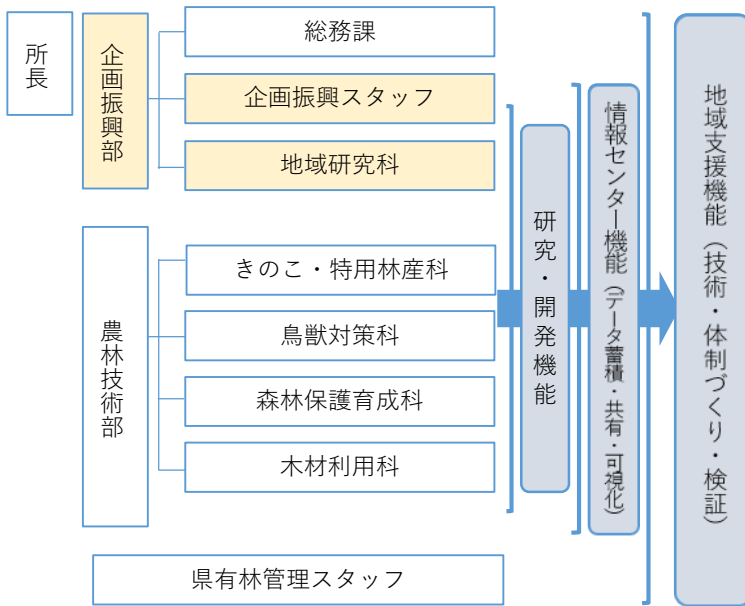 所長
企画振興部
総務課
企画振興スタッフ
地域研究科
農林技術部
きのこ・特用林産科
鳥獣対策科
森林保護育成科
木材利用科
県有林管理スタッフ
研究・開発機能
情報センター機能（データ蓄積・共有・可視化）
地域支援機能（技術・体制づくり・検証）